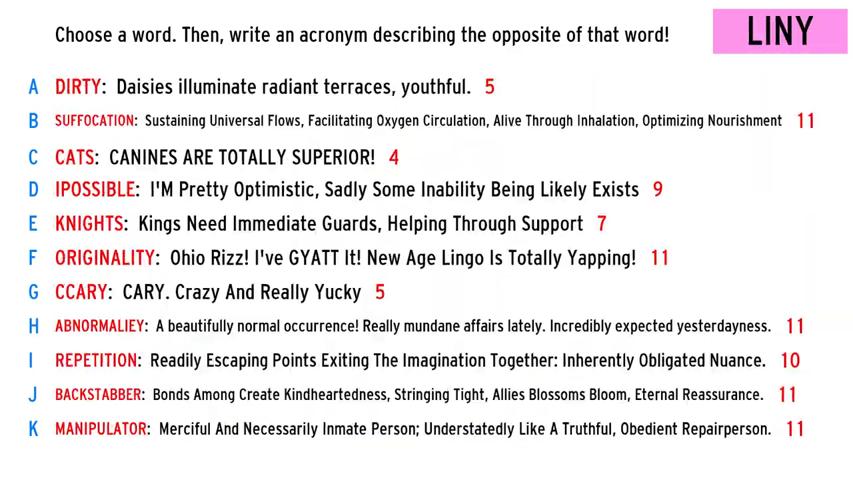 Choose a word. Then, write an acronym describing the opposite of that word!
LINY
A DIRTY: Daisies illuminate radiant terraces, youthful. 5
B SUFFOCATION: Sustaining Universal Flows, Facilitating Oxygen Circulation, Alive Through Inhalation, Optimizing Nourishment 11
C CATS: CANINES ARE TOTALLY SUPERIOR! 4
D IPOSSIBLE: I'M Pretty Optimistic, Sadly Some Inability Being Likely Exists 9
E KNIGHTS: Kings Need Immediate Guards, Helping Through Support 7
F ORIGINALITY: Ohio Rizz! I've GYATT It! New Age Lingo Is Totally Yapping! 11
G CCARY: CARY. Crazy And Really Yucky 5
H ABNORMALIEY: A beautifully normal occurrence! Really mundane affairs lately. Incredibly expected yesterdayness. 11
I REPETITION: Readily Escaping Points Exiting The Imagination Together: Inherently Obligated Nuance. 10
J BACKSTABBER: Bonds Among Create Kindheartedness, Stringing Tight, Allies Blossoms Bloom, Eternal Reassurance. 11
K MANIPULATOR: Merciful And Necessarily Inmate Person; Understatedly Like A Truthful, Obedient Repairperson. 11